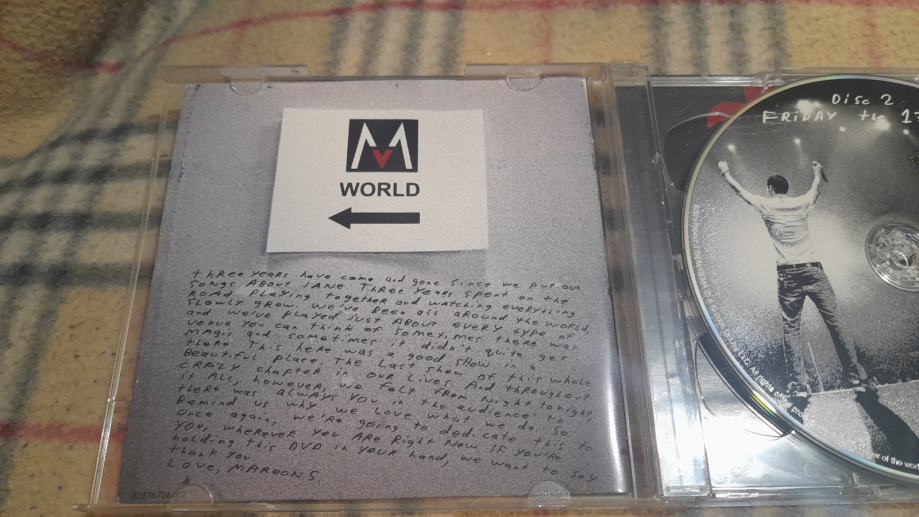 M
WORLD
three years have come and gone since we put out
SONGS ABOUT JANE. Three years spent on the
ROAD playing together and watching everything
slowly grow. We've been all around the world
and we've played just ABOUT every type of
venue you can think of. Sometimes there was
MAgic and sometimes it didn't quite get
there. This here was a good show in a
Beautiful place. The last show of this whole
CRAZY chapter in our Lives. And throughout
it All, however, we felt from Night to night,
there was ALWAYS YOU in the audience to
Remind us why we love what we do. So
once again, we're going to dedicate this to
YOU, wherever you ARe Right Now. If you're
holding this DVD in your hand, we want to say
thank you
LOVE, MAROON 5.
Disc 2
FRIDAY the 13